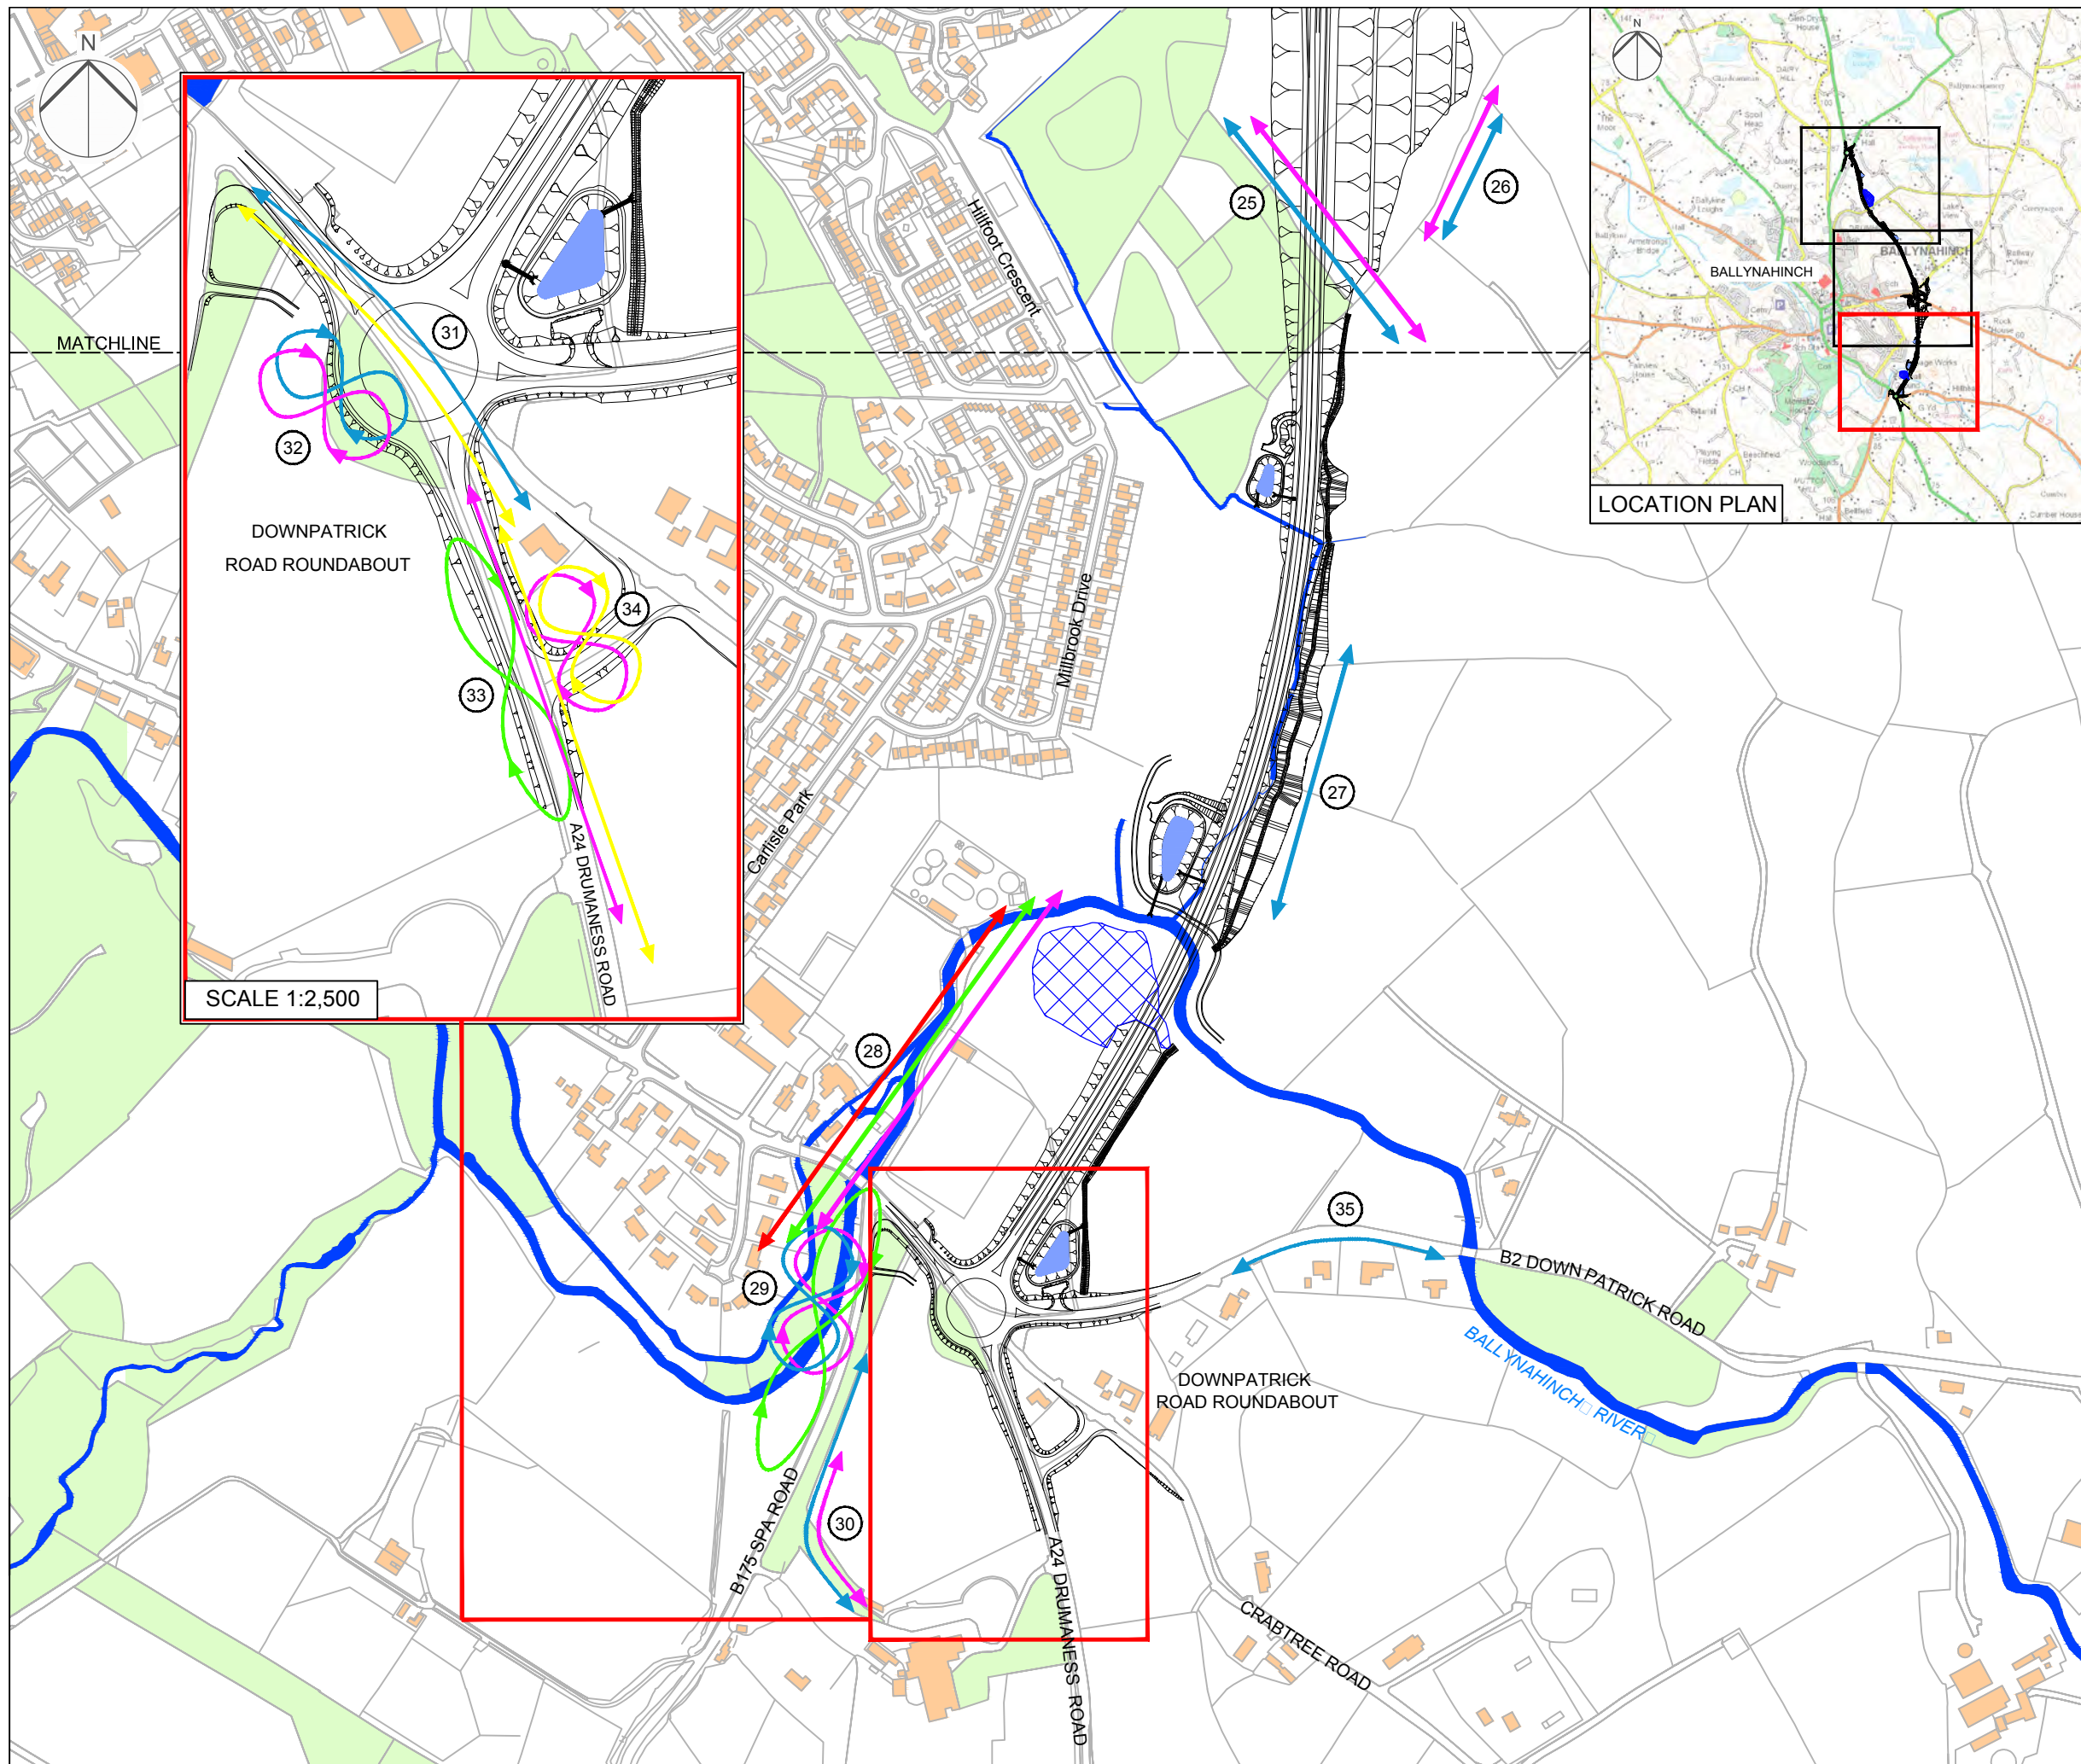 N
MATCHLINE
31
32
DOWNPATRICK
ROAD ROUNDABOUT
33
34
A24 DRUMANESS ROAD
SCALE 1:2,500
Hillfoot Crescent
Millbrook Drive
Carlisle Park
25
26
27
28
29
30
35
B2 DOWN PATRICK ROAD
BALLYNAHINCH RIVER
DOWNPATRICK
ROAD ROUNDABOUT
B175 SPA ROAD
A24 DRUMANESS ROAD
CRABTREE ROAD
N
BALLYNAHINCH
BALLYNAHINCH
LOCATION PLAN